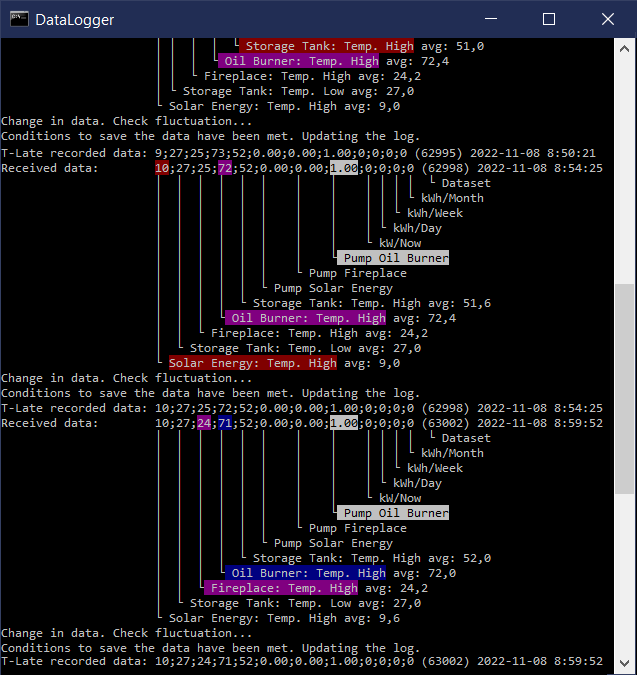 DataLogger
Storage Tank: Temp. High avg: 51,0
Oil Burner: Temp. High avg: 72,4
Fireplace: Temp. High avg: 24,2
Storage Tank: Temp. Low avg: 27,0
Solar Energy: Temp. High avg: 9,0
Change in data. Check fluctuation...
Conditions to save the data have been met. Updating the log.
T-Late recorded data: 9;27;25;73;52;0.00;0.00;1.00;0;0;0;0 (62995) 2022-11-08 8:50:21
Received data: 10;27;25;72;52;0.00;0.00;1.00;0;0;0;0 (62998) 2022-11-08 8:54:25
Dataset
kWh/Month
kWh/Week
kWh/Day
kW/Now
Pump Oil Burner
Pump Fireplace
Pump Solar Energy
Storage Tank: Temp. High avg: 51,6
Oil Burner: Temp. High avg: 72,4
Fireplace: Temp. High avg: 24,2
Storage Tank: Temp. Low avg: 27,0
Solar Energy: Temp. High avg: 9,0
Change in data. Check fluctuation...
Conditions to save the data have been met. Updating the log.
T-Late recorded data: 10;27;25;72;52;0.00;0.00;1.00;0;0;0;0 (62998) 2022-11-08 8:54:25
Received data: 10;27;24;71;52;0.00;0.00;1.00;0;0;0;0 (63002) 2022-11-08 8:59:52
Dataset
kWh/Month
kWh/Week
kWh/Day
kW/Now
Pump Oil Burner
Pump Fireplace
Pump Solar Energy
Storage Tank: Temp. High avg: 52,0
Oil Burner: Temp. High avg: 72,0
Fireplace: Temp. High avg: 24,2
Storage Tank: Temp. Low avg: 27,0
Solar Energy: Temp. High avg: 9,6
Change in data. Check fluctuation...
Conditions to save the data have been met. Updating the log.
T-Late recorded data: 10;27;24;71;52;0.00;0.00;1.00;0;0;0;0 (63002) 2022-11-08 8:59:52